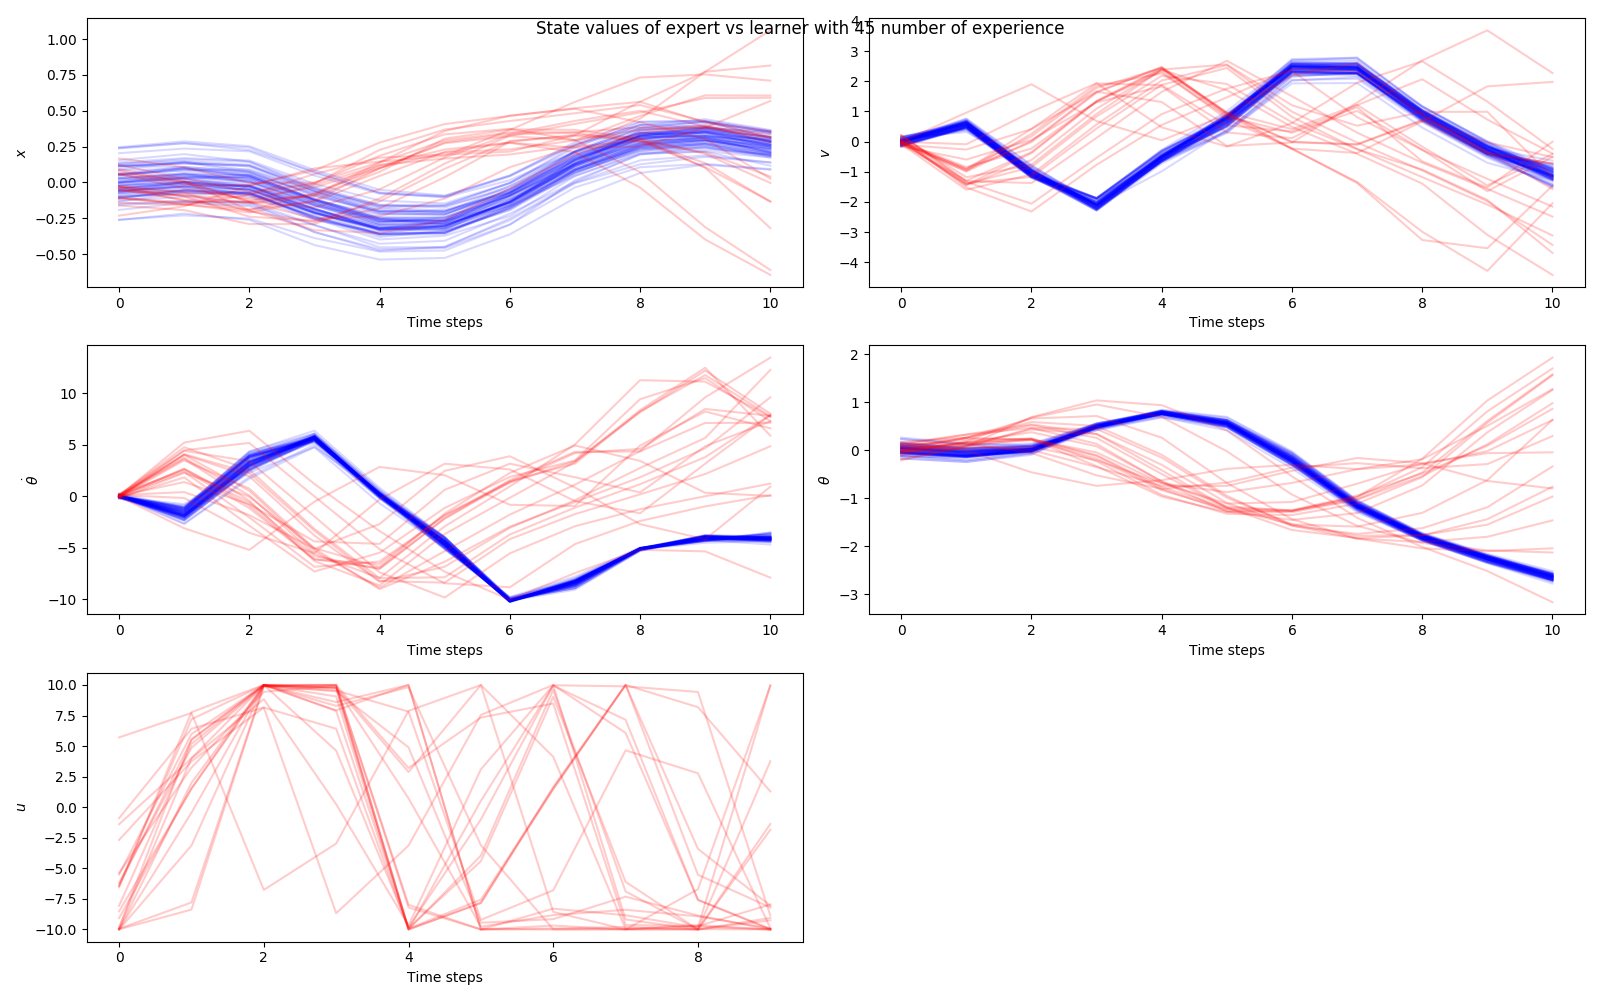 State values of expert vs learner with 45 number of experience
1.00
0.75
0.50
0.25
0.00
−0.25
−0.50
x
0 2 4 6 8 10
Time steps
4
3
2
1
0
−1
−2
−3
−4
v
0 2 4 6 8 10
Time steps
10
5
0
−5
−10
θ̇
0 2 4 6 8 10
Time steps
2
1
0
−1
−2
−3
θ
0 2 4 6 8 10
Time steps
10.0
7.5
5.0
2.5
0.0
−2.5
−5.0
−7.5
−10.0
u
0 2 4 6 8
Time steps